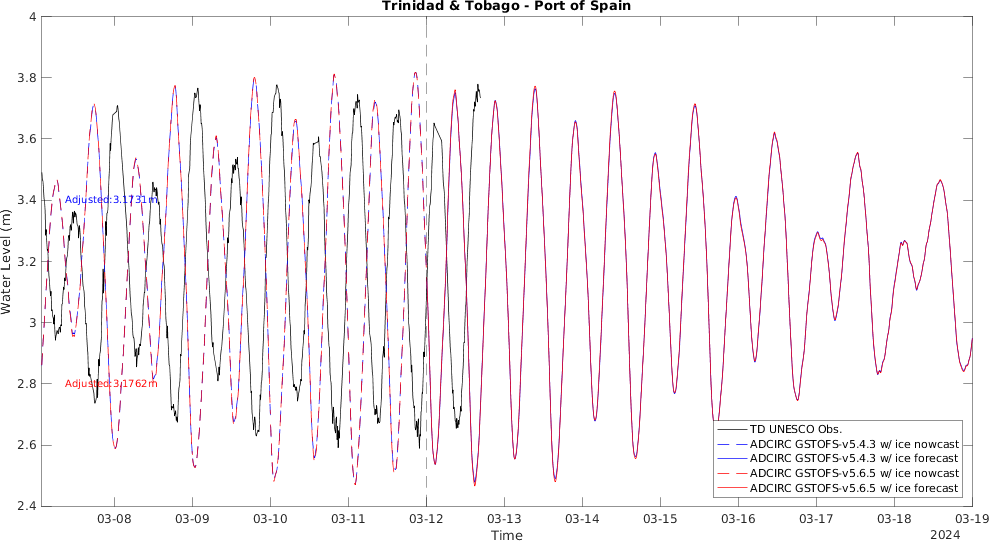 Trinidad & Tobago - Port of Spain
4
3.8
3.6
3.4
3.2
3
2.8
2.6
2.4
Water Level (m)
Adjusted:3.1731m
Adjusted:3.1762m
TD UNESCO Obs.
ADCIRC GSTOFS-v5.4.3 w/ ice nowcast
ADCIRC GSTOFS-v5.4.3 w/ ice forecast
ADCIRC GSTOFS-v5.6.5 w/ ice nowcast
ADCIRC GSTOFS-v5.6.5 w/ ice forecast
03-08 03-09 03-10 03-11 03-12 03-13 03-14 03-15 03-16 03-17 03-18 03-19
Time
2024